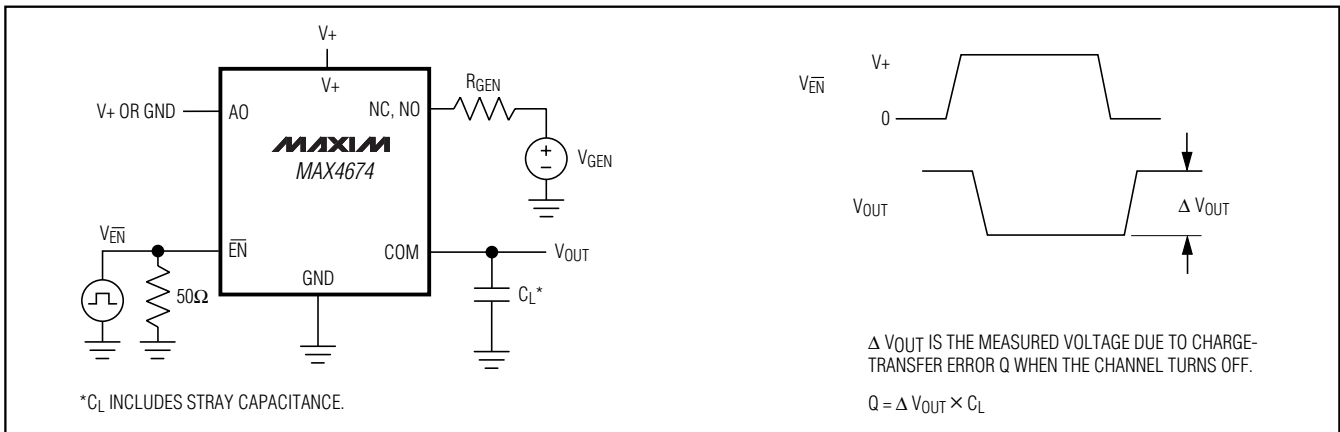 V+
V+
V+ OR GND
AO
NC, NO
RGEN
MAXIM
MAX4674
+
−
VGEN
VEN
EN
COM
VOUT
50Ω
GND
CL*
*CL INCLUDES STRAY CAPACITANCE.
V+
VEN
0
VOUT
Δ VOUT
Δ VOUT IS THE MEASURED VOLTAGE DUE TO CHARGE-
TRANSFER ERROR Q WHEN THE CHANNEL TURNS OFF.
Q = Δ VOUT × CL